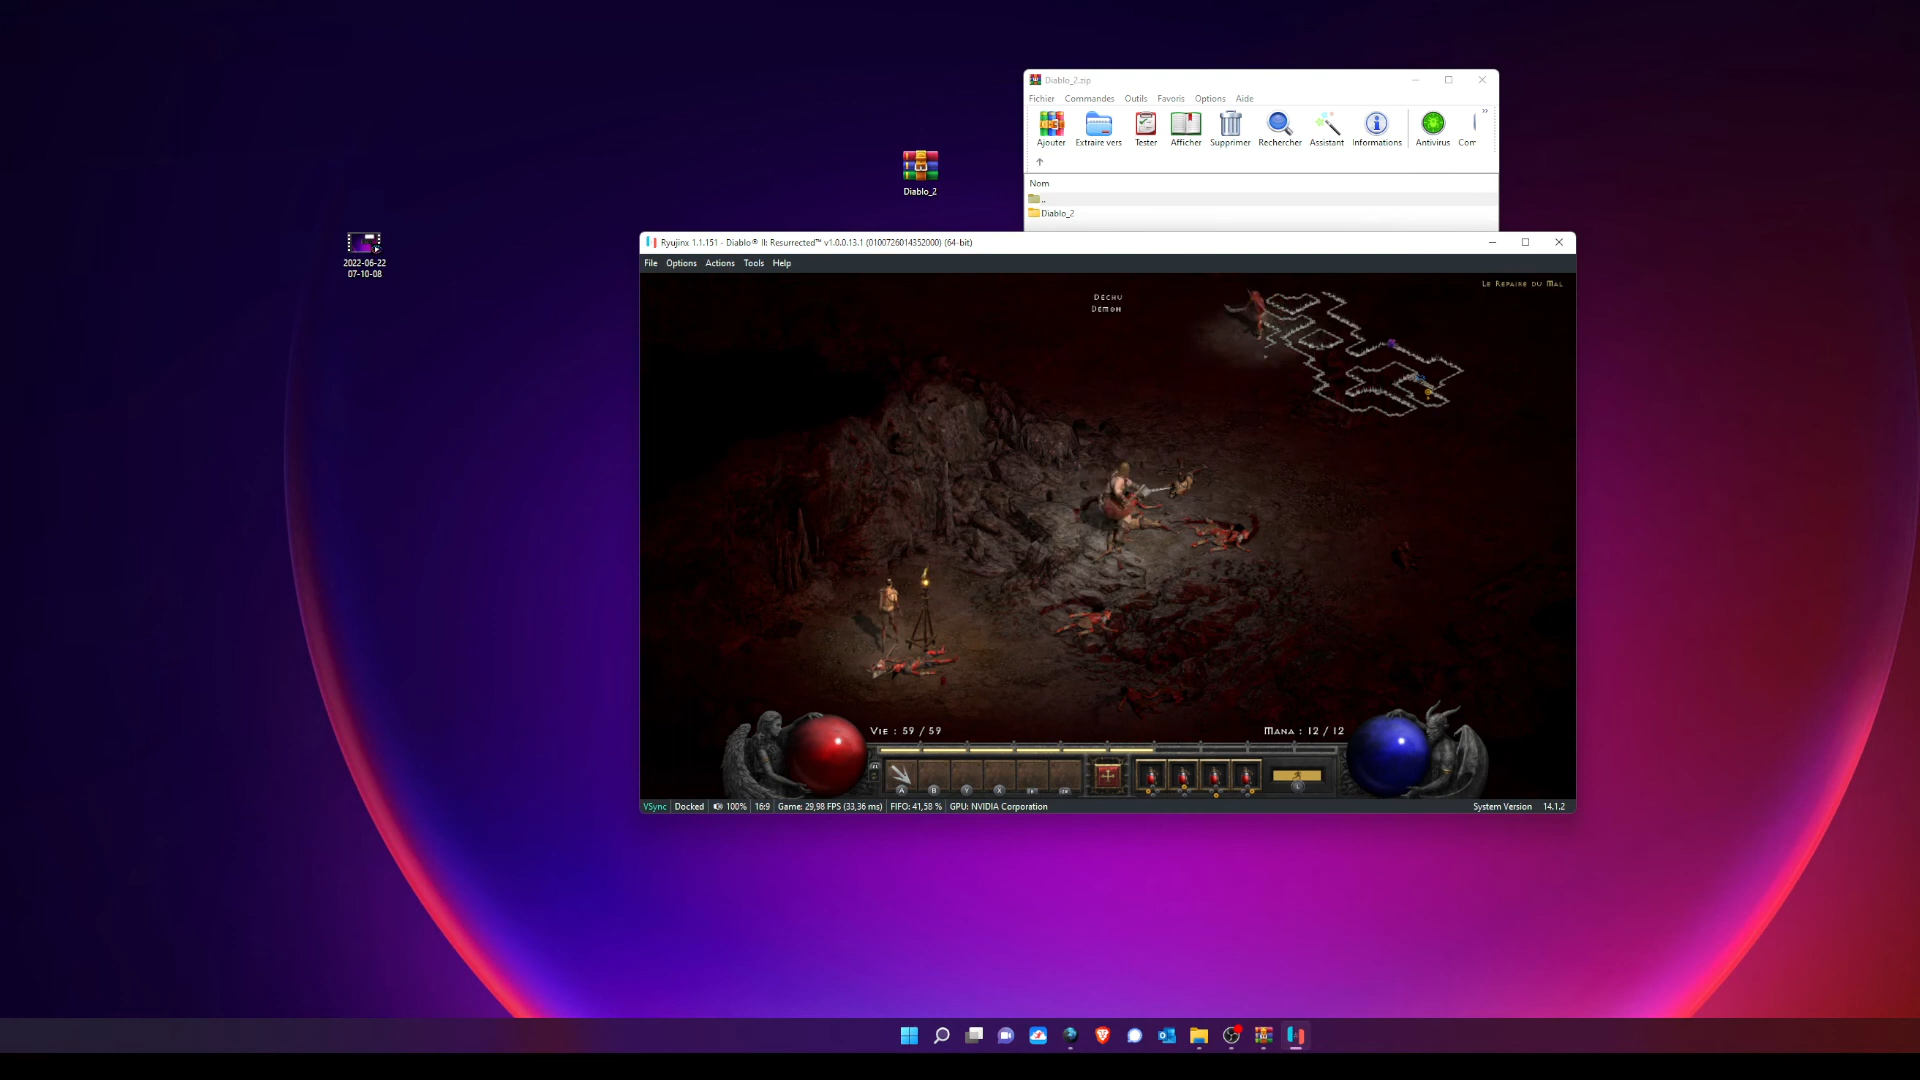 Diablo_2.zip
Fichier Commandes Outils Favoris Options Aide
Ajouter Extraire vers Tester Afficher Supprimer Rechercher Assistant Informations Antivirus Com
Nom
..
Diablo_2
Diablo_2
2022-06-22
07-10-08
Ryujinx 1.1.151 - Diablo® II: Resurrected™ v1.0.0.13.1 (0100726014352000) (64-bit)
File Options Actions Tools Help
Le Repaire du Mal
Déchu
Démon
Vie : 59 / 59
Mana : 12 / 12
A B Y X
L
VSync Docked 100% 16:9 Game: 29,98 FPS (33,36 ms) FIFO: 41,58 % GPU: NVIDIA Corporation
System Version 14.1.2